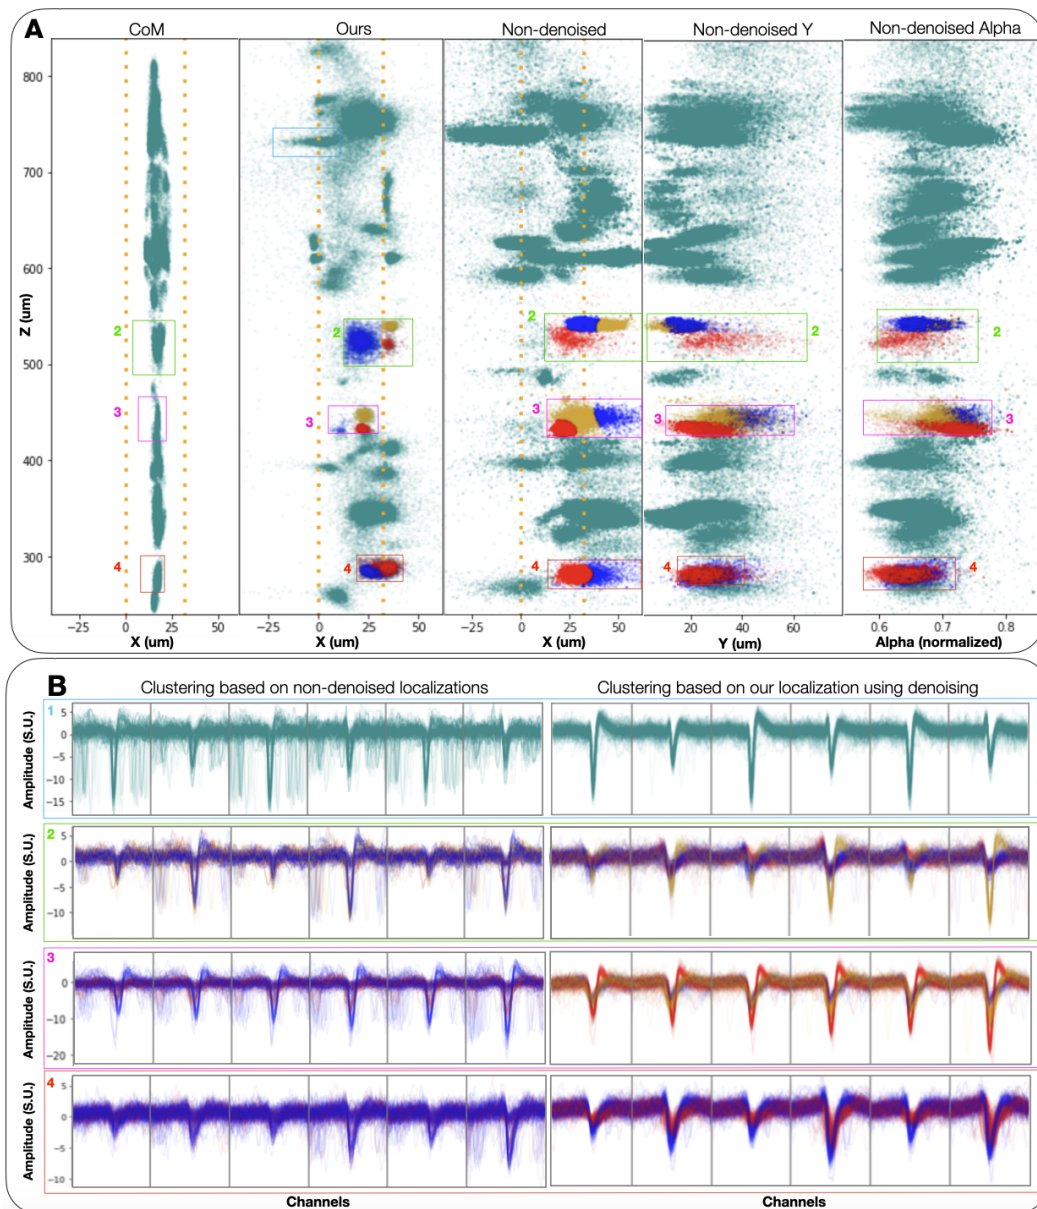 A
CoM
Ours
Non-denoised
Non-denoised Y
Non-denoised Alpha
Z (um)
800
700
600
500
400
300
2
3
4
2
3
4
2
3
4
2
3
4
2
3
4
−25 0 25 50
−25 0 25 50
0 25 50
20 40 60
0.6 0.7 0.8
X (um)
X (um)
X (um)
Y (um)
Alpha (normalized)
B
Clustering based on non-denoised localizations
Clustering based on our localization using denoising
1
Amplitude (S.U.)
5
0
−5
−10
−15
2
Amplitude (S.U.)
5
0
−5
−10
3
Amplitude (S.U.)
0
−10
−20
4
Amplitude (S.U.)
5
0
−5
−10
Channels
Channels